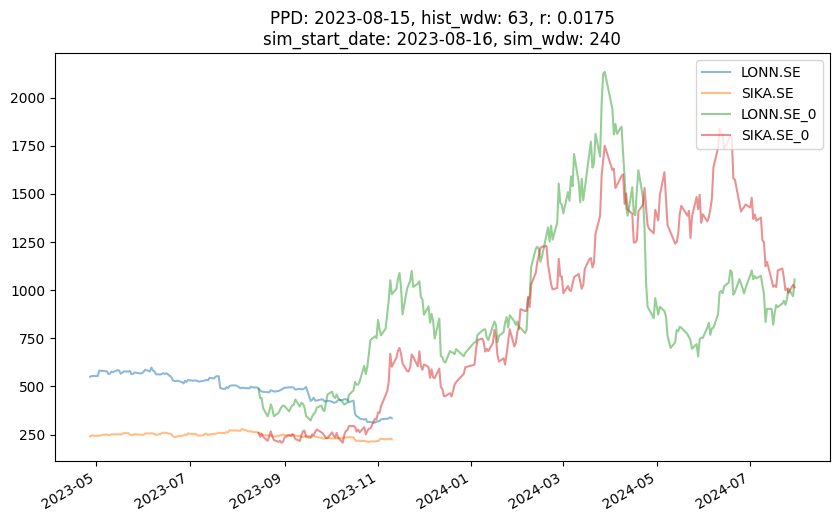 PPD: 2023-08-15, hist_wdw: 63, r: 0.0175
sim_start_date: 2023-08-16, sim_wdw: 240
LONN.SE
SIKA.SE
LONN.SE_0
SIKA.SE_0
2000
1750
1500
1250
1000
750
500
250
2023-05
2023-07
2023-09
2023-11
2024-01
2024-03
2024-05
2024-07